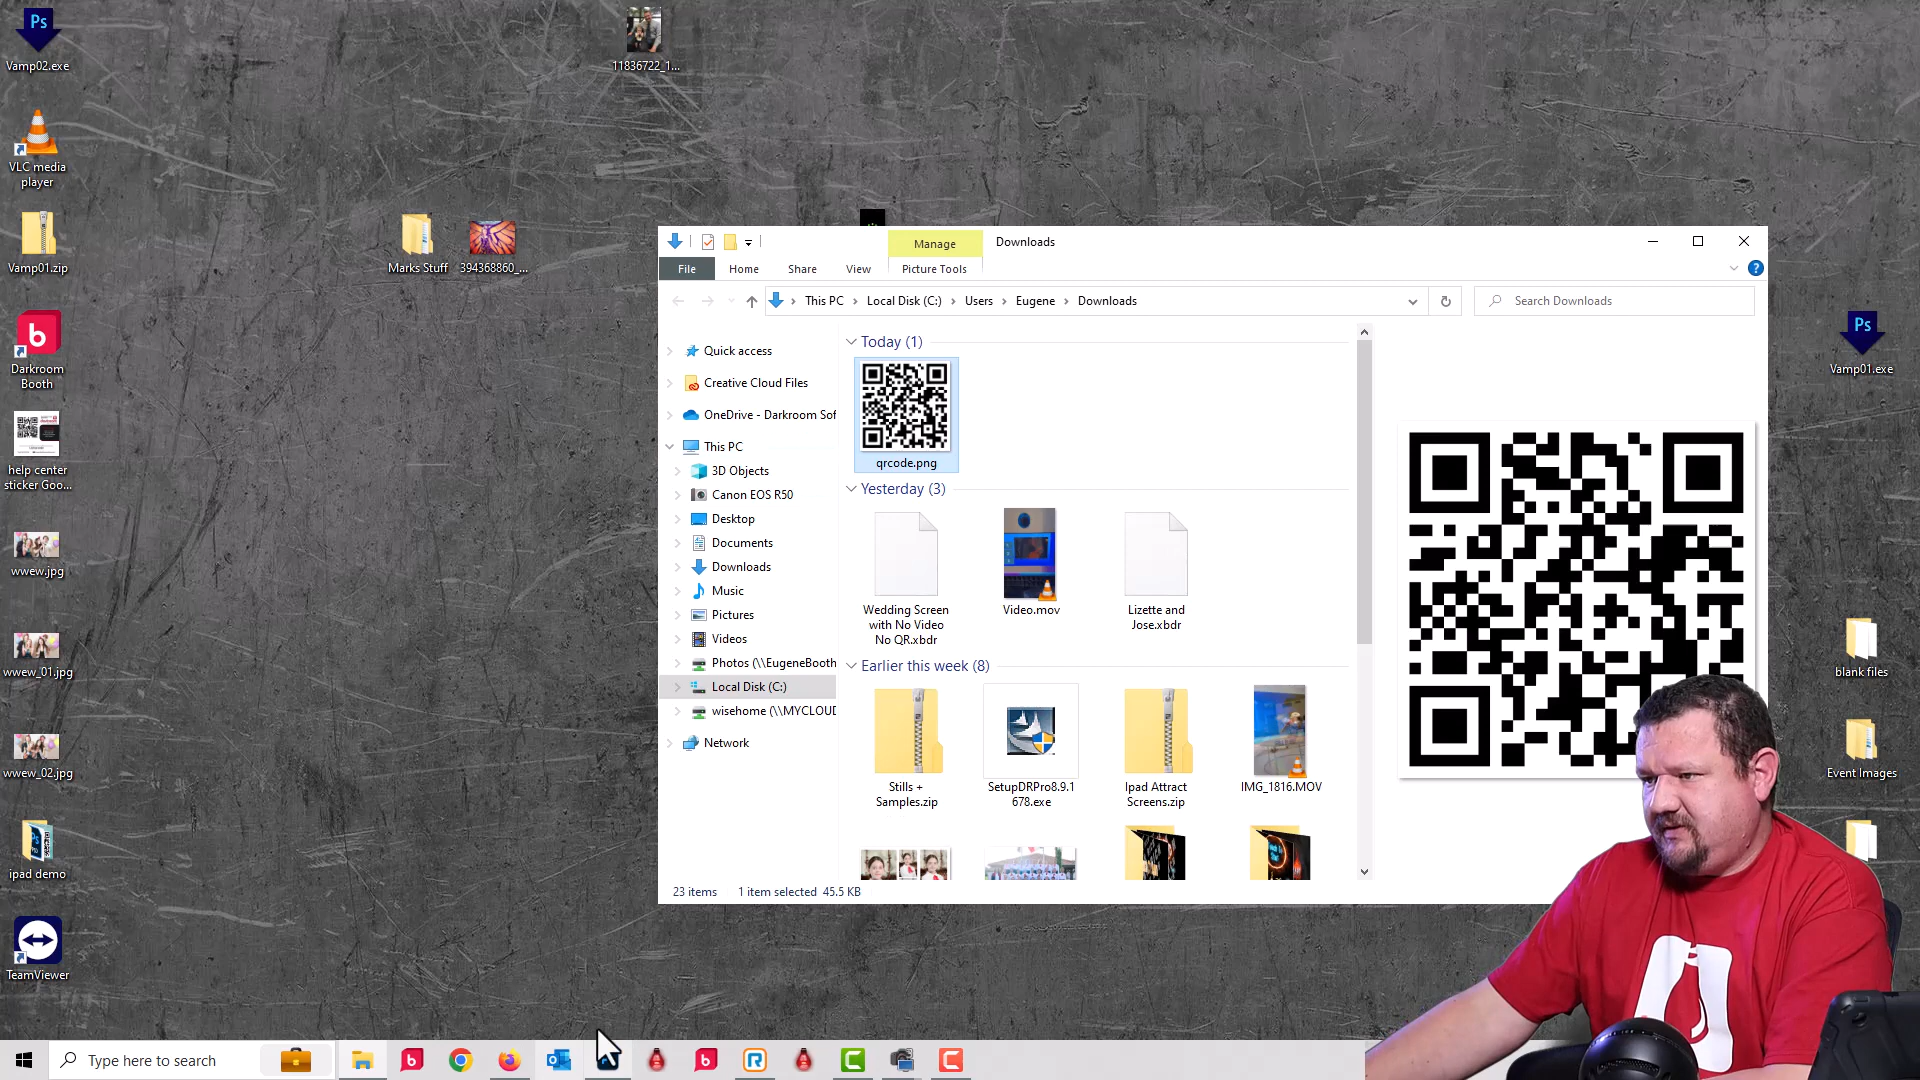 Ps
Vamp02.exe
11836722_1...
VLC media
player
Vamp01.zip
Marks Stuff
394368860_...
b
Darkroom
Booth
help center
sticker Goo...
wwew.jpg
wwew_01.jpg
wwew_02.jpg
Ps
ipad demo
TeamViewer
Manage
Downloads
File
Home
Share
View
Picture Tools
?
This PC
Local Disk (C:)
Users
Eugene
Downloads
Search Downloads
Quick access
Creative Cloud Files
OneDrive - Darkroom Sof
This PC
3D Objects
Canon EOS R50
Desktop
Documents
Downloads
Music
Pictures
Videos
Photos (\\EugeneBooth
Local Disk (C:)
wisehome (\\MYCLOUD
Network
Today (1)
qrcode.png
Yesterday (3)
Wedding Screen
with No Video
No QR.xbdr
Video.mov
Lizette and
Jose.xbdr
Earlier this week (8)
Stills +
Samples.zip
SetupDRPro8.9.1
678.exe
Ipad Attract
Screens.zip
IMG_1816.MOV
23 items
1 item selected 45.5 KB
Ps
Vamp01.exe
blank files
Event Images
Type here to search
b
b
R
C
C